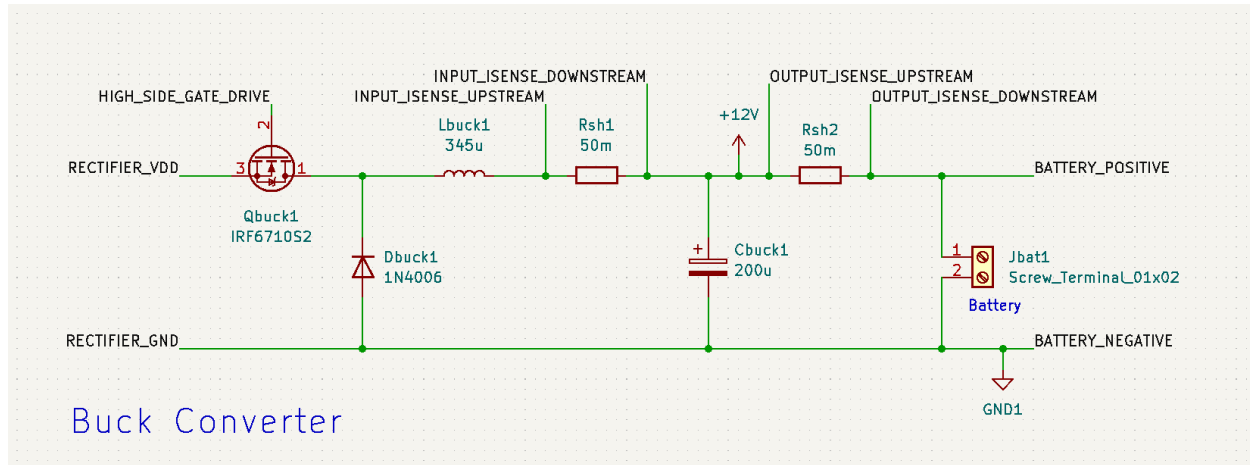 INPUT_ISENSE_DOWNSTREAM
OUTPUT_ISENSE_UPSTREAM
HIGH_SIDE_GATE_DRIVE
INPUT_ISENSE_UPSTREAM
OUTPUT_ISENSE_DOWNSTREAM
+12V
2
Lbuck1
345u
Rsh1
50m
Rsh2
50m
RECTIFIER_VDD
3
1
BATTERY_POSITIVE
Qbuck1
IRF6710S2
Dbuck1
1N4006
+
Cbuck1
200u
1
2
Jbat1
Screw_Terminal_01x02
Battery
RECTIFIER_GND
BATTERY_NEGATIVE
GND1
Buck Converter